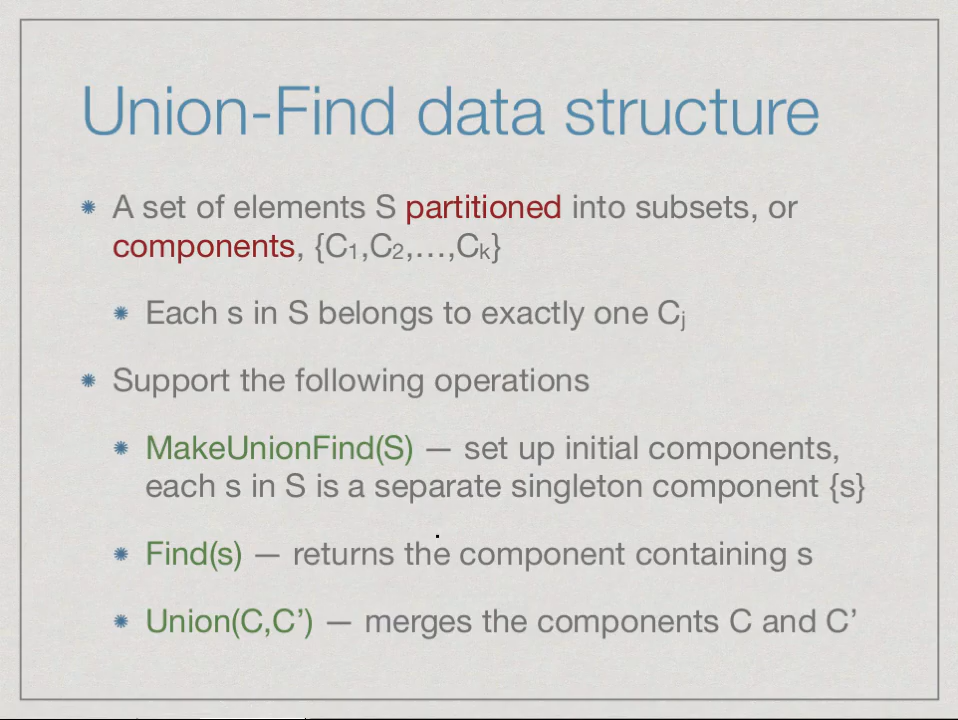 Union-Find data structure
A set of elements S partitioned into subsets, or
components, {C₁,C₂,…,Cₖ}
Each s in S belongs to exactly one Cⱼ
Support the following operations
MakeUnionFind(S) — set up initial components,
each s in S is a separate singleton component {s}
Find(s) — returns the component containing s
Union(C,C’) — merges the components C and C’